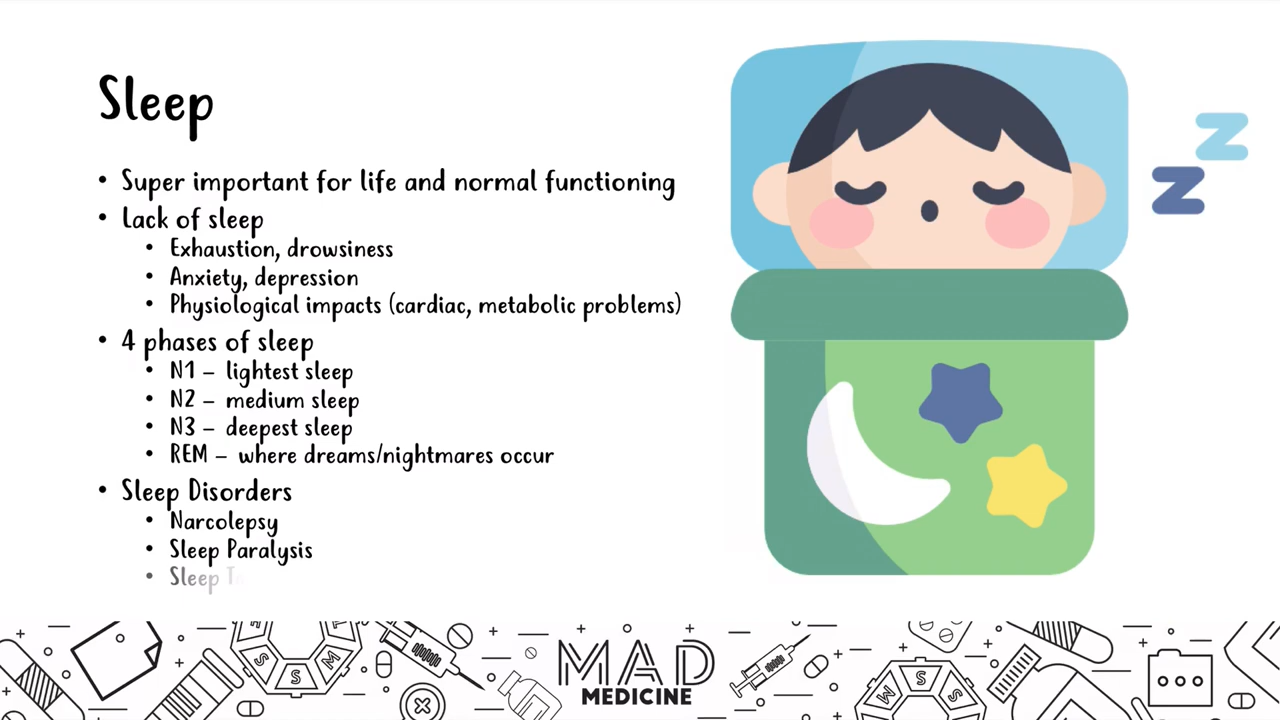 Sleep
• Super important for life and normal functioning
• Lack of sleep
• Exhaustion, drowsiness
• Anxiety, depression
• Physiological impacts (cardiac, metabolic problems)
• 4 phases of sleep
• N1 – lightest sleep
• N2 – medium sleep
• N3 – deepest sleep
• REM – where dreams/nightmares occur
• Sleep Disorders
• Narcolepsy
• Sleep Paralysis
• Sleep
Z
Z
MAD
MEDICINE
S
S
M
M
S
S